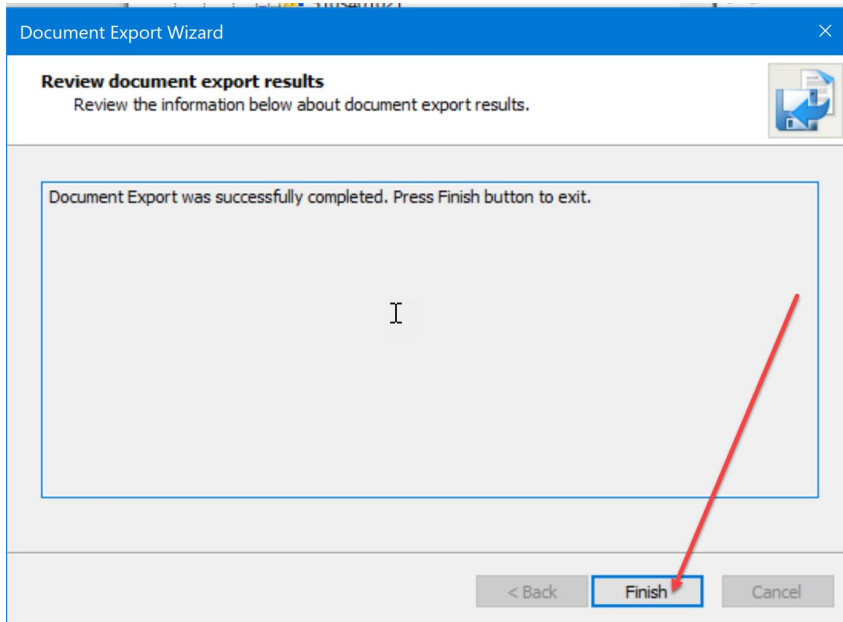 Document Export Wizard
Review document export results
Review the information below about document export results.
Document Export was successfully completed. Press Finish button to exit.
< Back
Finish
Cancel